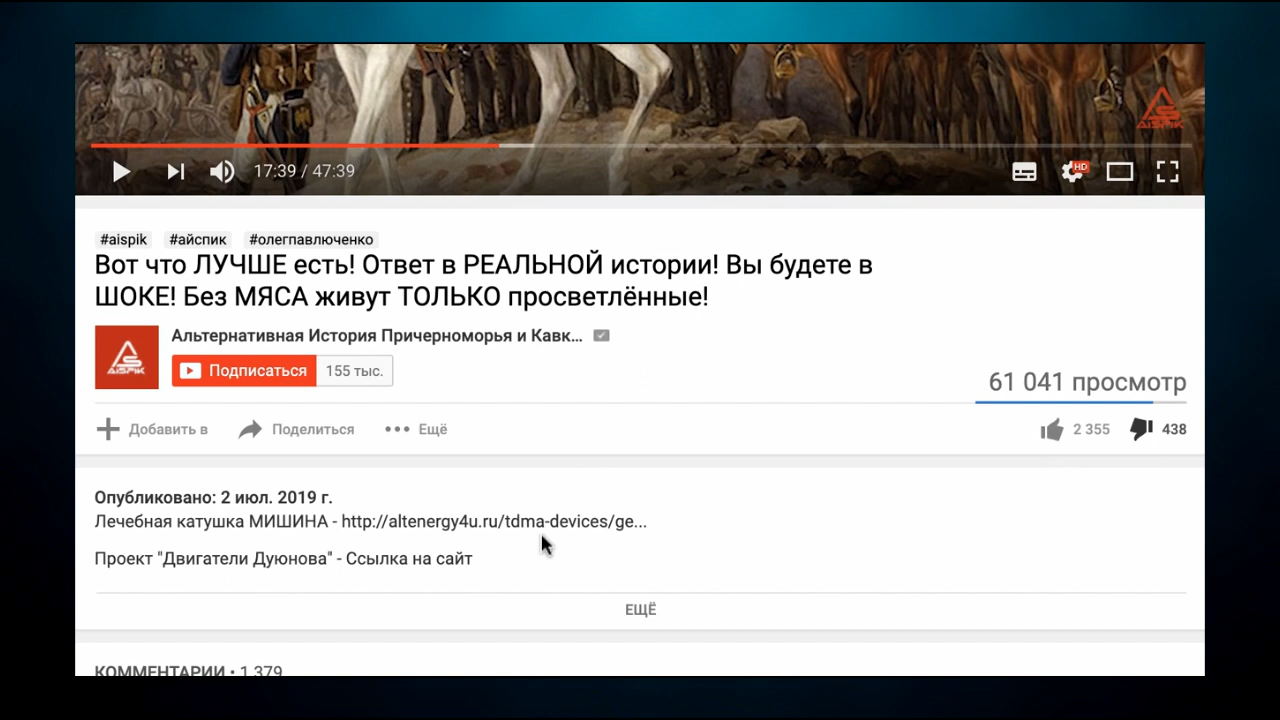 AISPIK
17:39 / 47:39
HD
#aispik #айспик #олегпавлюченко
Вот что ЛУЧШЕ есть! Ответ в РЕАЛЬНОЙ истории! Вы будете в
ШОКЕ! Без МЯСА живут ТОЛЬКО просветлённые!
AISPIK
Альтернативная История Причерноморья и Кавк...
Подписаться 155 тыс.
61 041 просмотр
Добавить в Поделиться Ещё 2 355 438
Опубликовано: 2 июл. 2019 г.
Лечебная катушка МИШИНА - http://altenergy4u.ru/tdma-devices/ge...
Проект "Двигатели Дуюнова" - Ссылка на сайт
ЕЩЁ
КОММЕНТАРИИ • 1 379